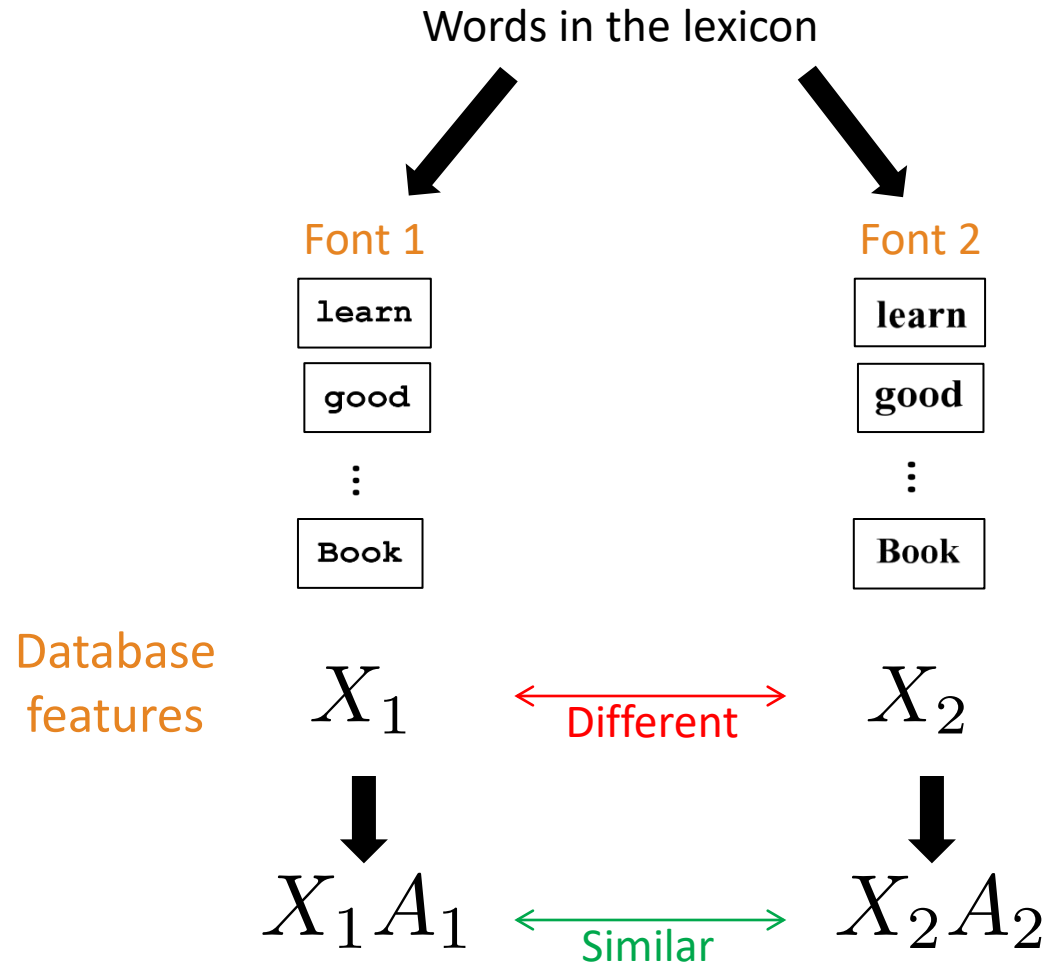 Words in the lexicon
Font 1
Font 2
learn
learn
good
good
⋮
⋮
Book
Book
Database
features
X₁
Different
X₂
X₁A₁
Similar
X₂A₂